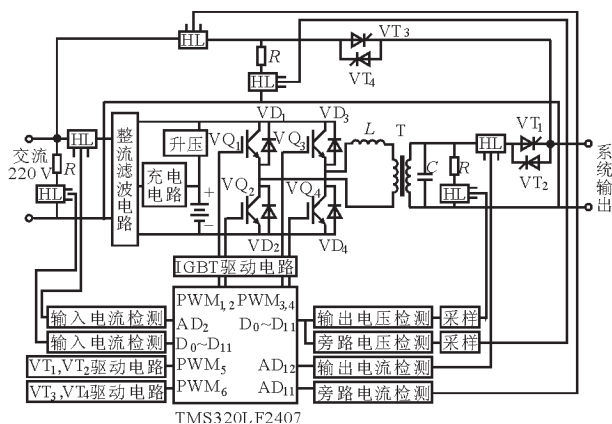 HL
VT₃
R
VT₄
HL
VD₁
VD₃
交流
220 V
HL
R
HL
整流滤波电路
升压
充电
电路
+
−
VQ₁
VQ₃
VQ₂
VQ₄
VD₂
VD₄
L
T
C
R
HL
HL
VT₁
VT₂
系统输出
IGBT驱动电路
PWM₁,₂
PWM₃,₄
AD₂
D₀~D₁₁
D₀~D₁₁
PWM₅
AD₁₂
PWM₆
AD₁₁
输入电流检测
输入电压检测
VT₁,VT₂驱动电路
VT₃,VT₄驱动电路
输出电压检测
采样
旁路电压检测
采样
输出电流检测
旁路电流检测
TMS320LF2407